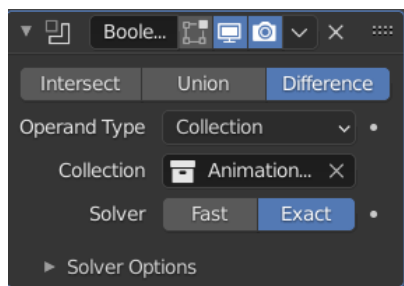 Boole...
Intersect Union Difference
Operand Type Collection
Collection Animation...
Solver Fast Exact
Solver Options